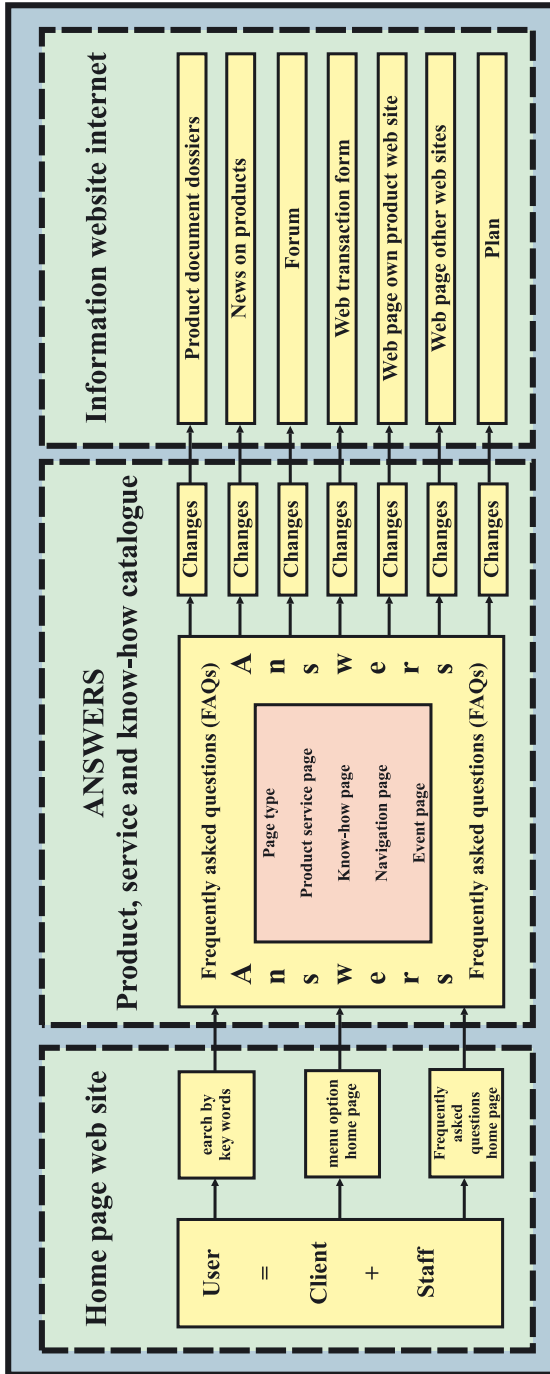 Home page web site
User
=
Client
+
Staff
earch by
key words
menu option
home page
Frequently
asked
questions
home page
ANSWERS
Product, service and know-how catalogue
Frequently asked questions (FAQs)
A
n
s
w
e
r
s
Page type
Product service page
Know-how page
Navigation page
Event page
A
n
s
w
e
r
s
Frequently asked questions (FAQs)
Changes
Changes
Changes
Changes
Changes
Changes
Changes
Information website internet
Product document dossiers
News on products
Forum
Web transaction form
Web page own product web site
Web page other web sites
Plan